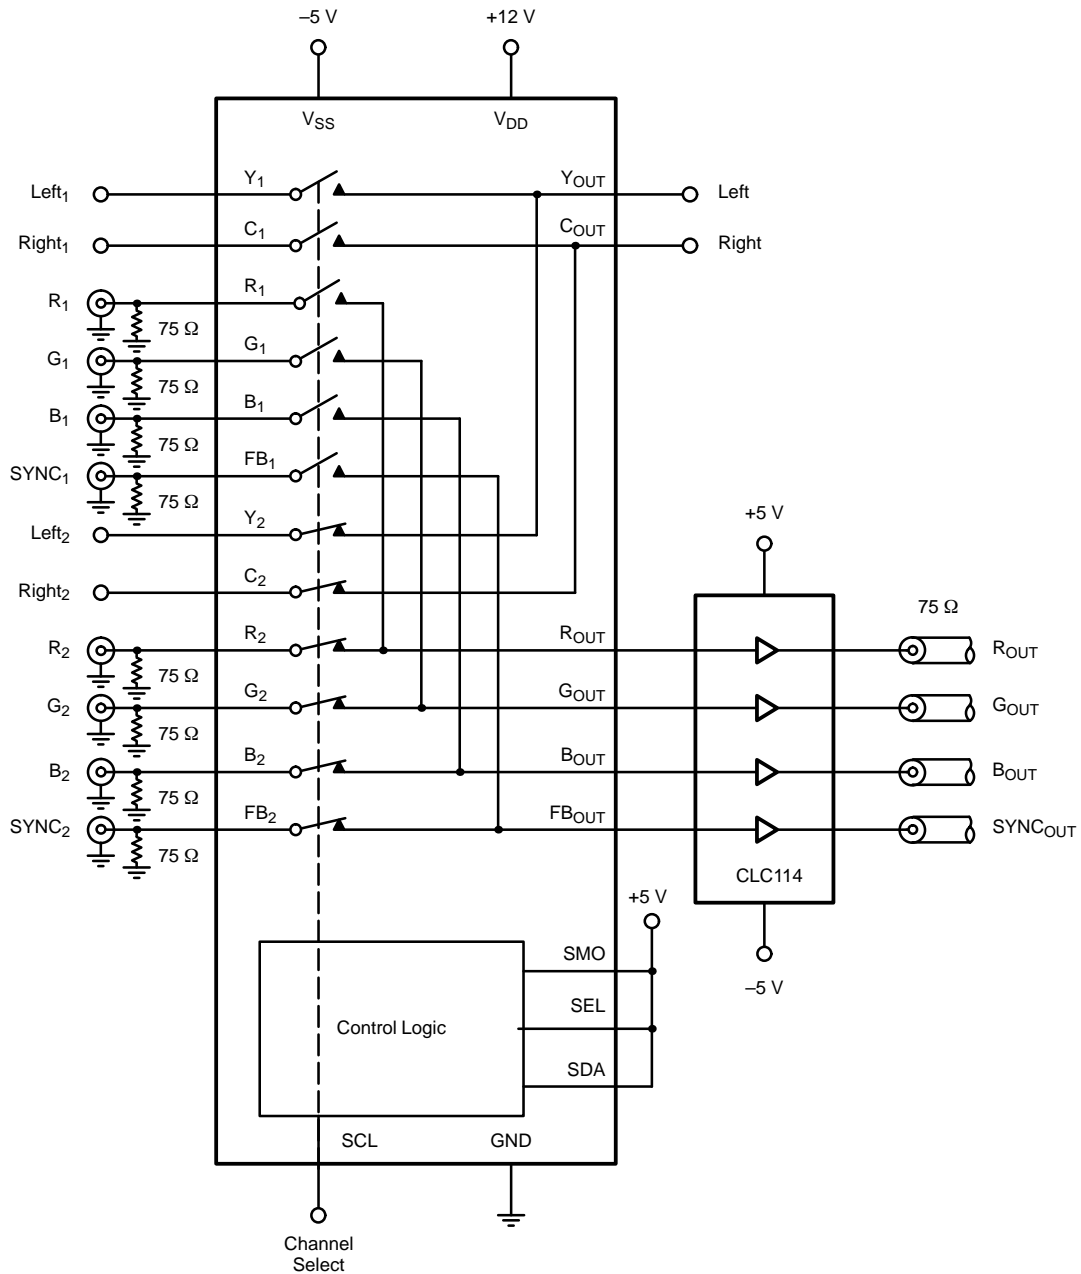 –5 V
+12 V
VSS
VDD
Left1
Y1
YOUT
Left
Right1
C1
COUT
Right
R1
R1
75 Ω
G1
G1
75 Ω
B1
B1
75 Ω
SYNC1
FB1
75 Ω
Left2
Y2
+5 V
Right2
C2
75 Ω
R2
R2
ROUT
ROUT
75 Ω
G2
G2
GOUT
GOUT
75 Ω
B2
B2
BOUT
BOUT
75 Ω
SYNC2
FB2
FBOUT
SYNCOUT
75 Ω
CLC114
+5 V
SMO
–5 V
SEL
Control Logic
SDA
SCL
GND
Channel
Select